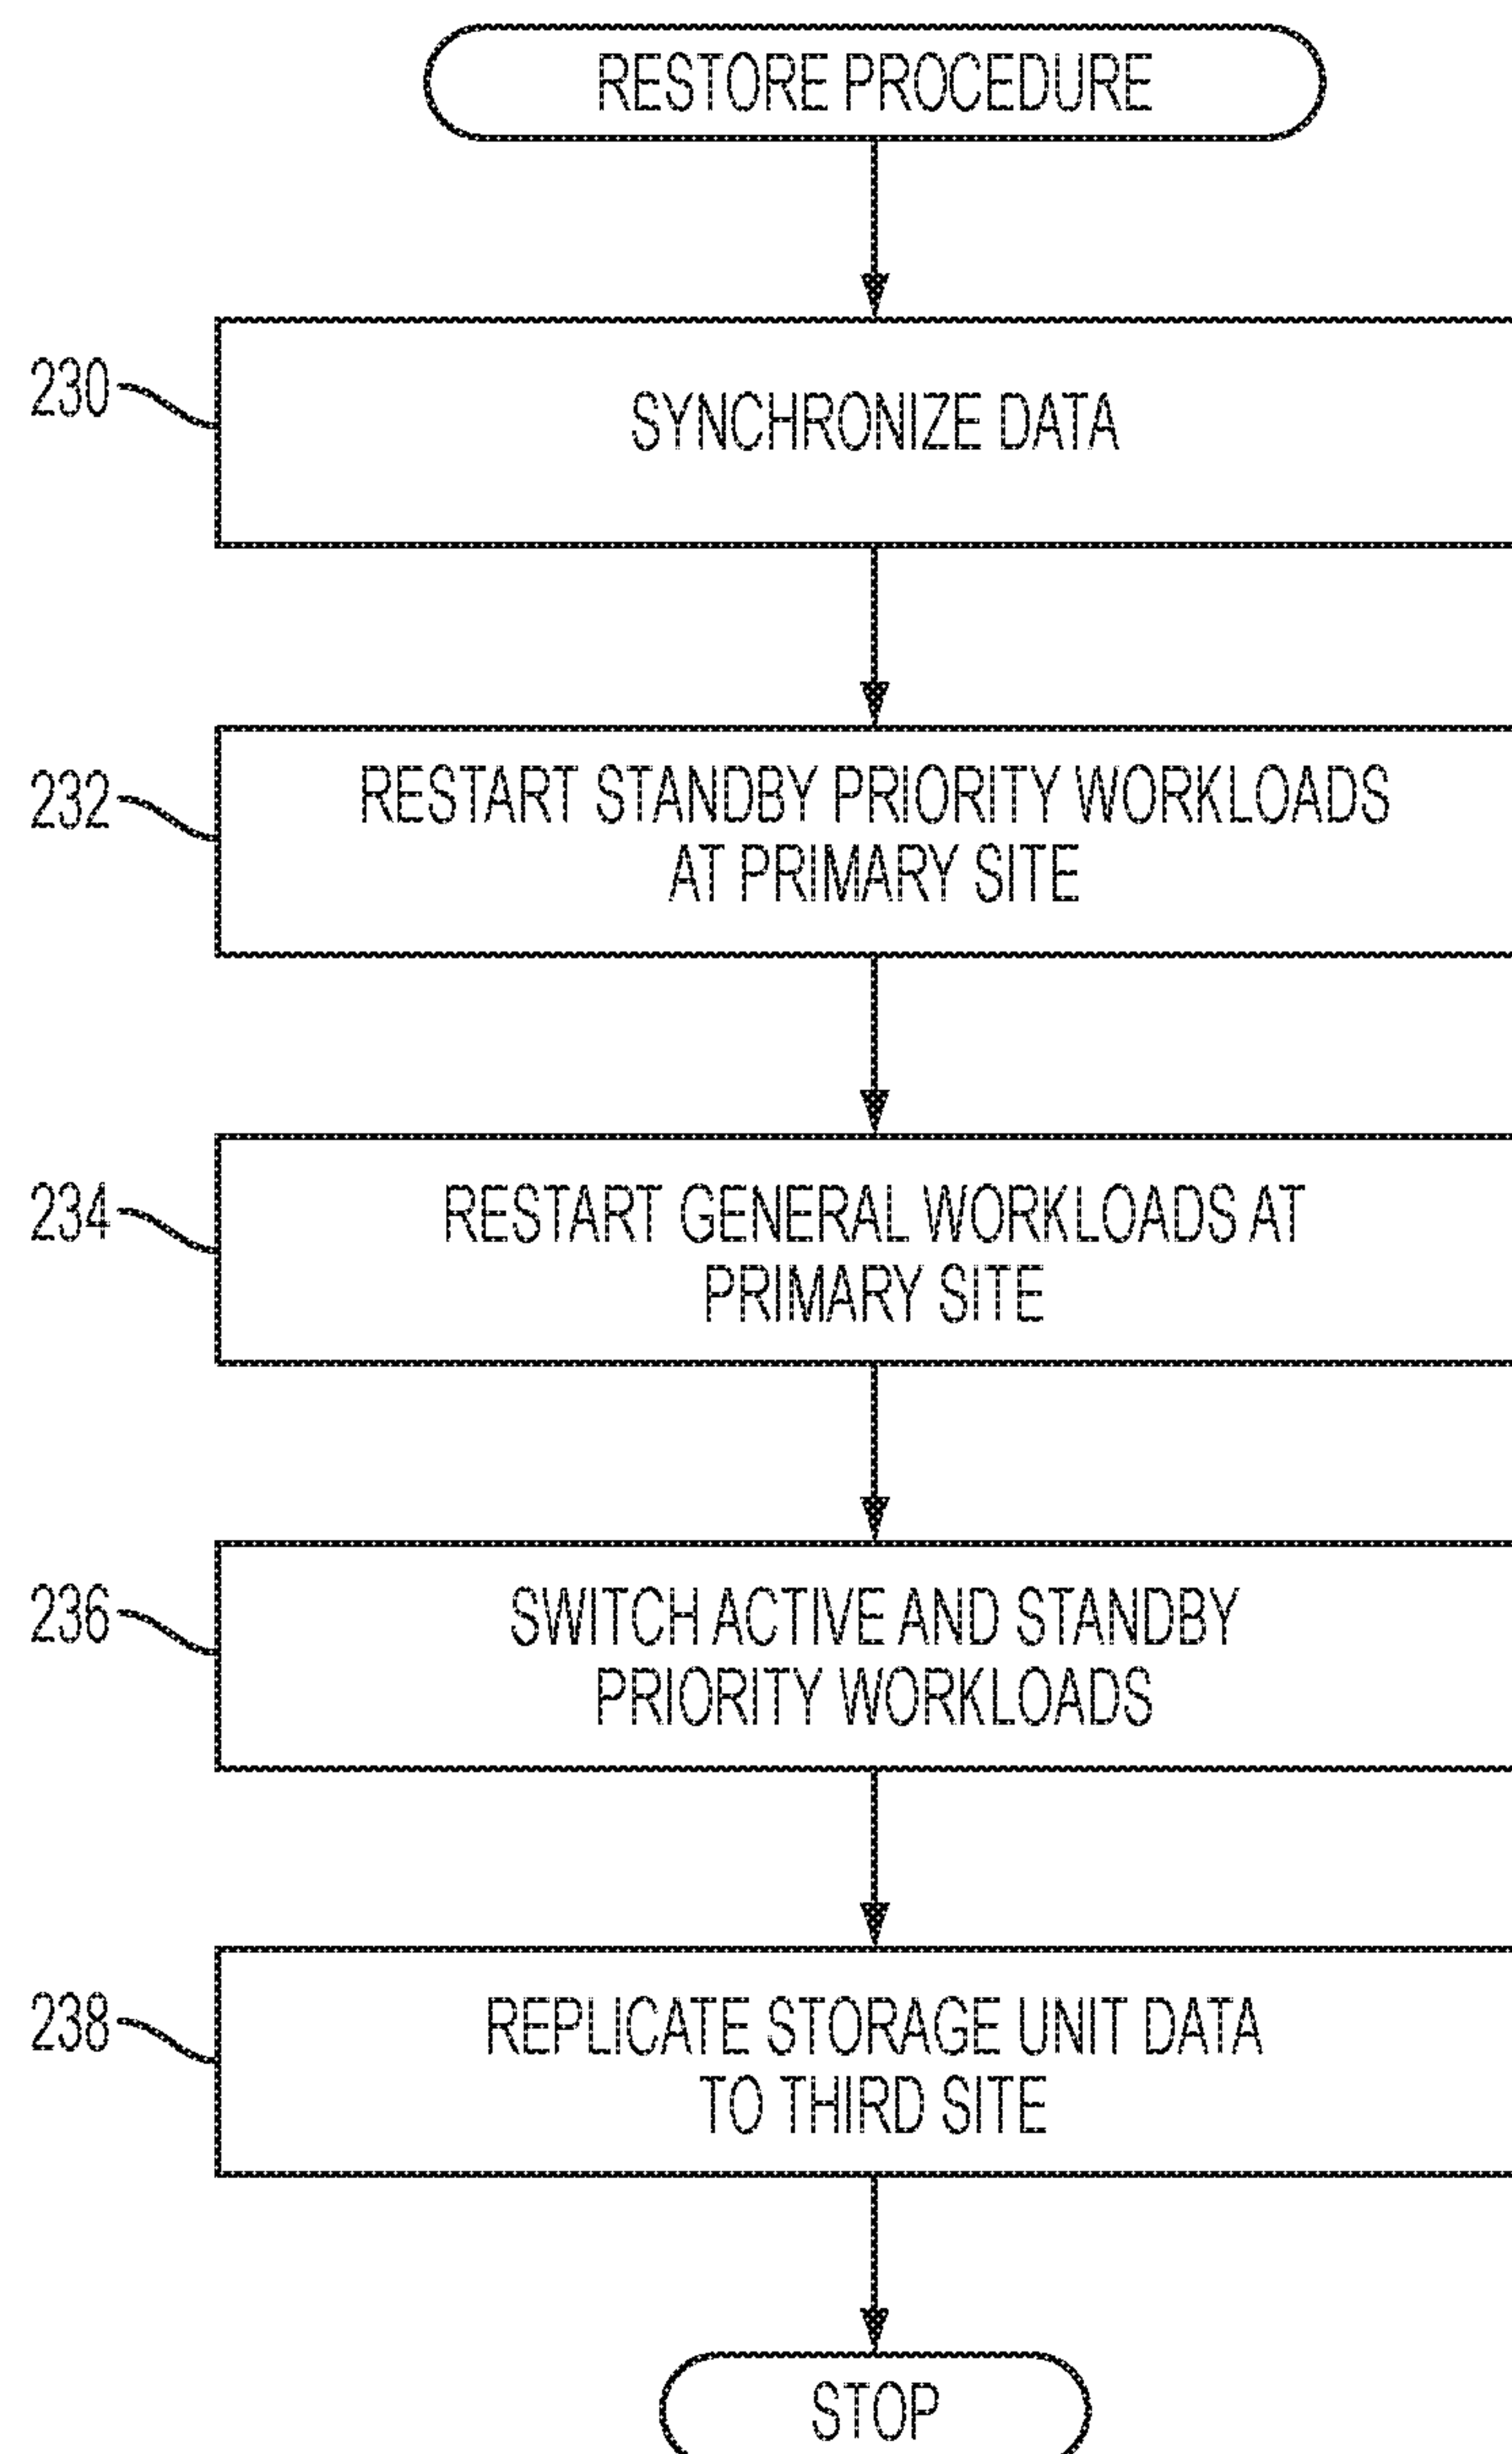 RESTORE PROCEDURE
230
SYNCHRONIZE DATA
232
RESTART STANDBY PRIORITY WORKLOADS
AT PRIMARY SITE
234
RESTART GENERAL WORKLOADS AT
PRIMARY SITE
236
SWITCH ACTIVE AND STANDBY
PRIORITY WORKLOADS
238
REPLICATE STORAGE UNIT DATA
TO THIRD SITE
STOP